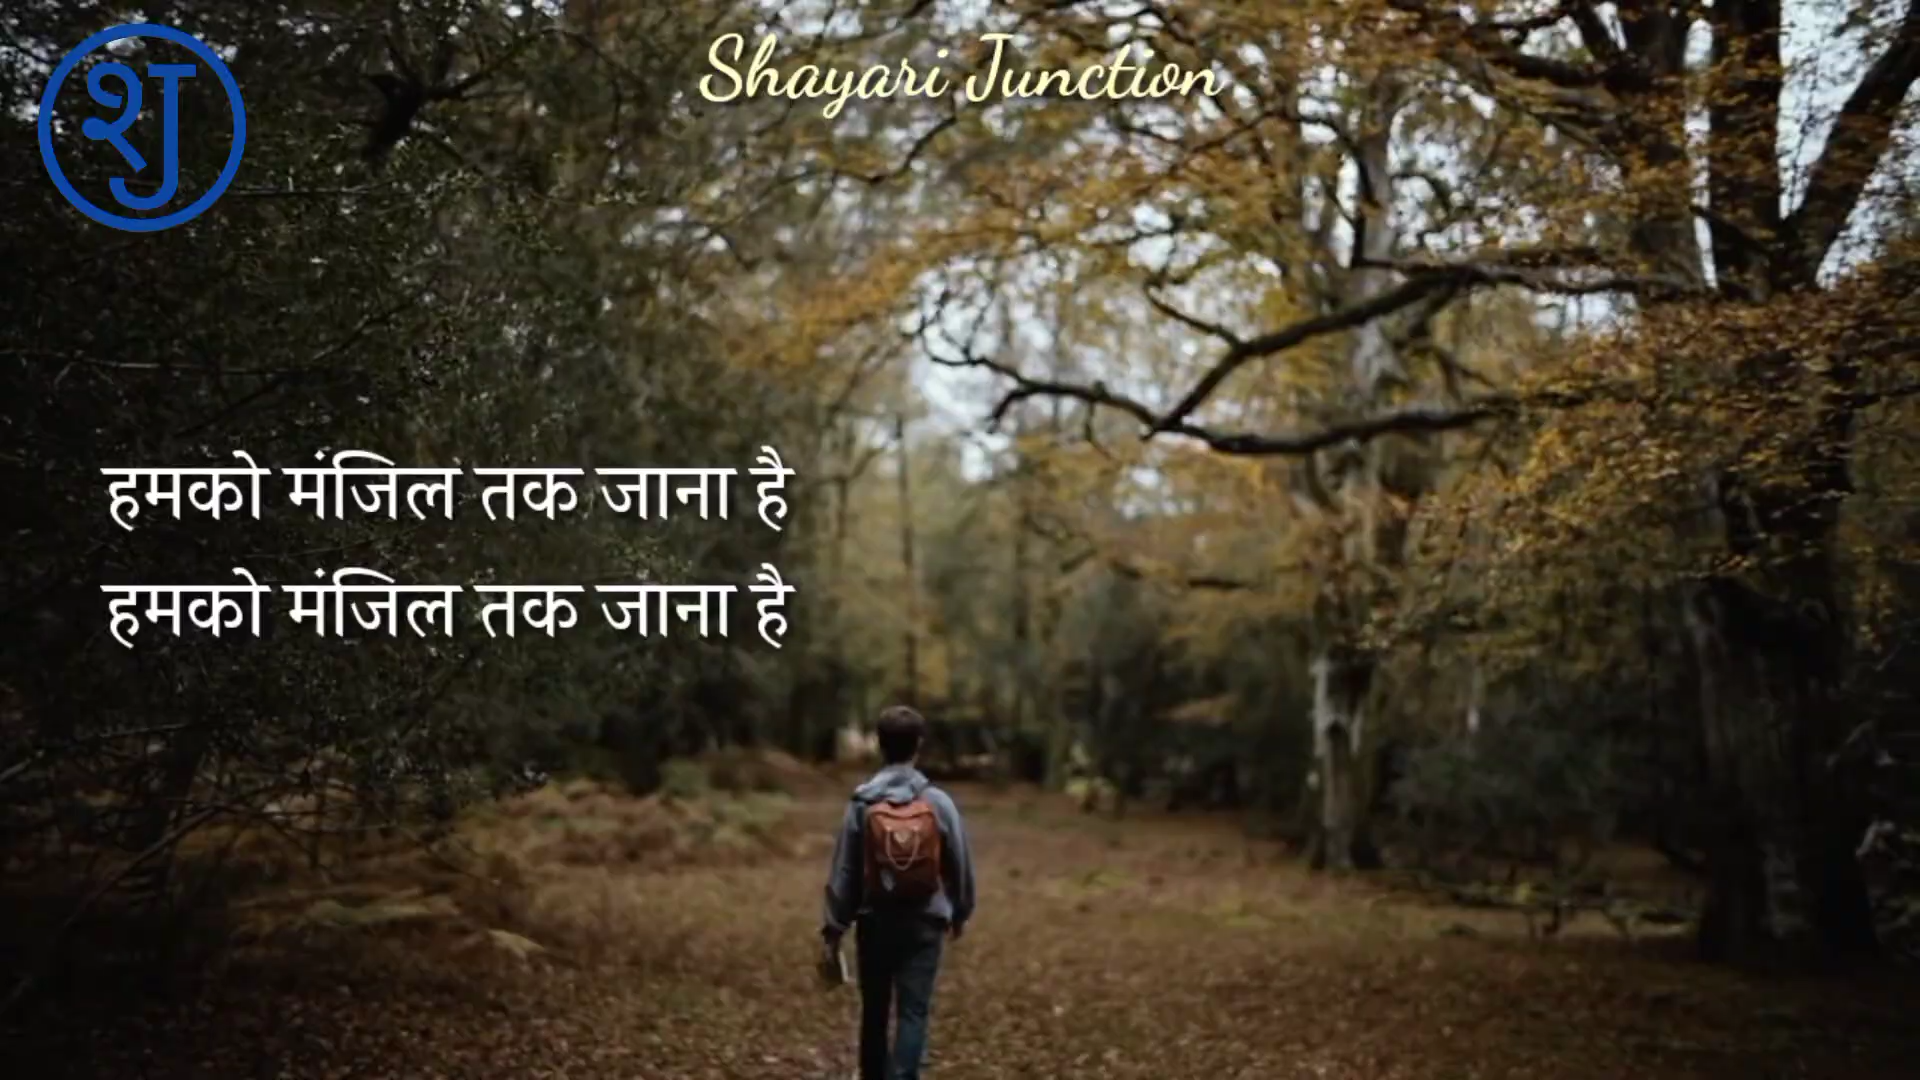 शJ
Shayari Junction
हमको मंजिल तक जाना है
हमको मंजिल तक जाना है